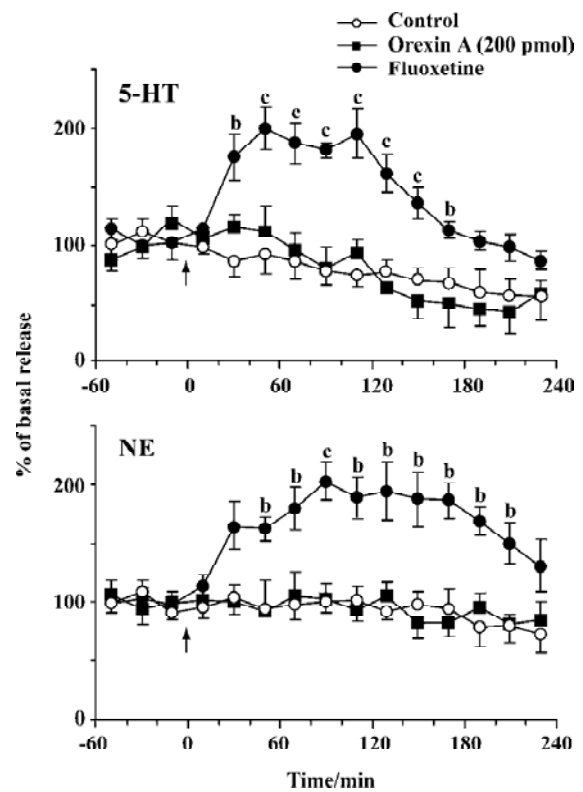 Control
Orexin A (200 pmol)
Fluoxetine
5-HT
c c c
b c c
c
b
200
100
0
-60 0 60 120 180 240
% of basal release
NE
c b b b b
b b b
b
200
100
0
-60 0 60 120 180 240
Time/min